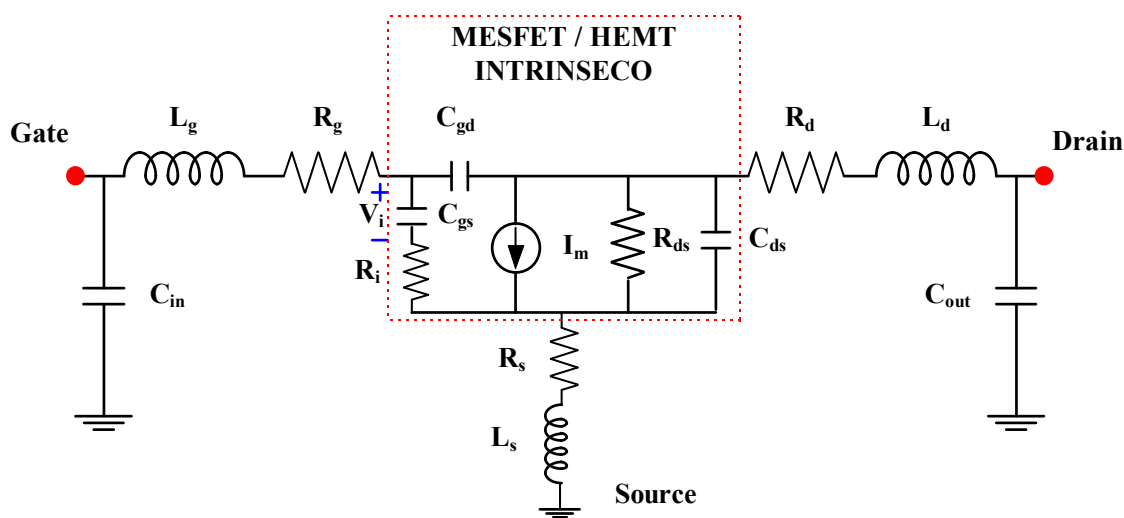 MESFET / HEMT
INTRINSECO
Gate
Lg
Rg
Cgd
Rd
Ld
Drain
+
Vi
−
Cgs
Ri
Im
Rds
Cds
Cin
Cout
Rs
Ls
Source